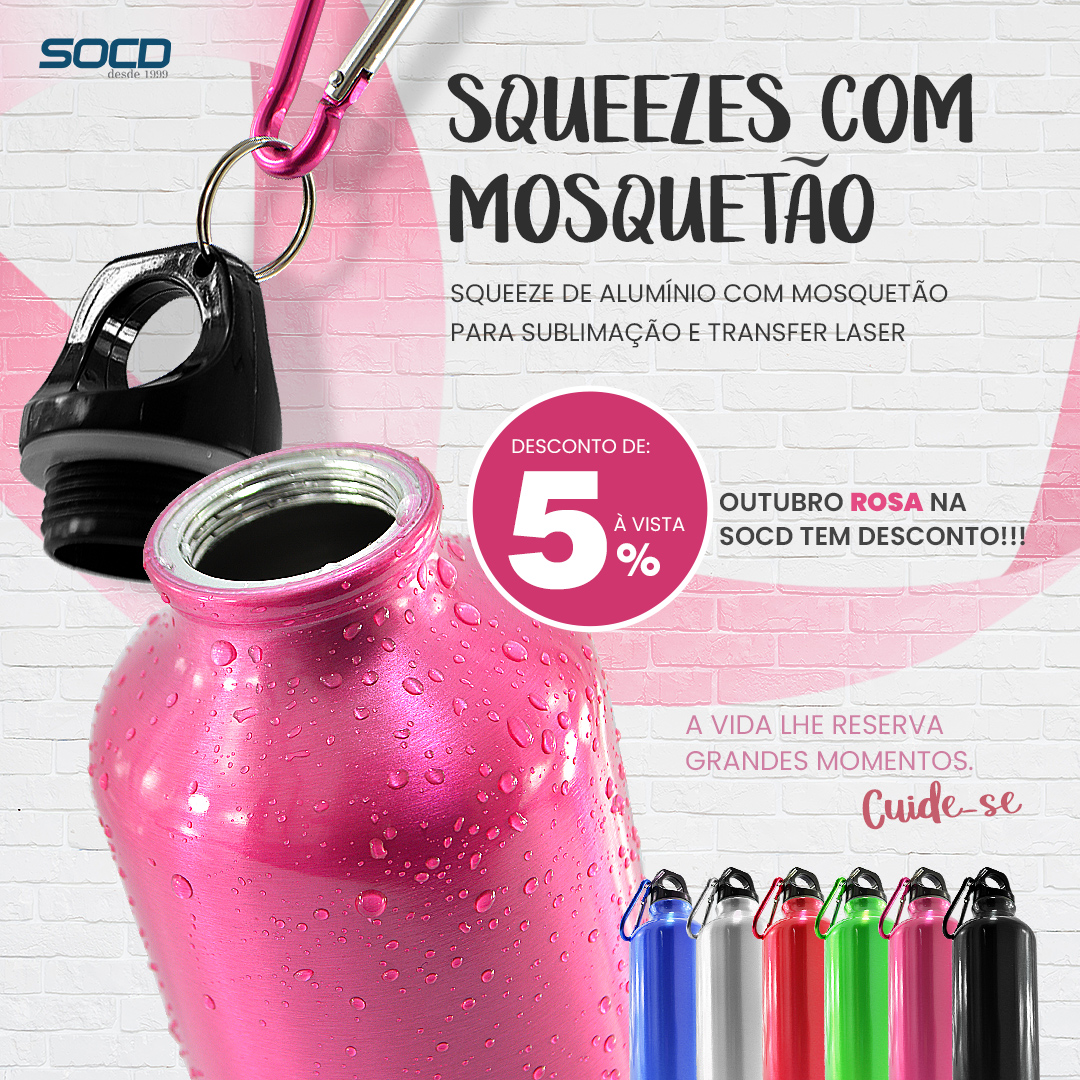 SOCD
desde 1999
SQUEEZES COM
MOSQUETÃO
SQUEEZE DE ALUMÍNIO COM MOSQUETÃO
PARA SUBLIMAÇÃO E TRANSFER LASER
DESCONTO DE:
5%
À VISTA
OUTUBRO ROSA NA
SOCD TEM DESCONTO!!!
A VIDA LHE RESERVA
GRANDES MOMENTOS.
Cuide-se